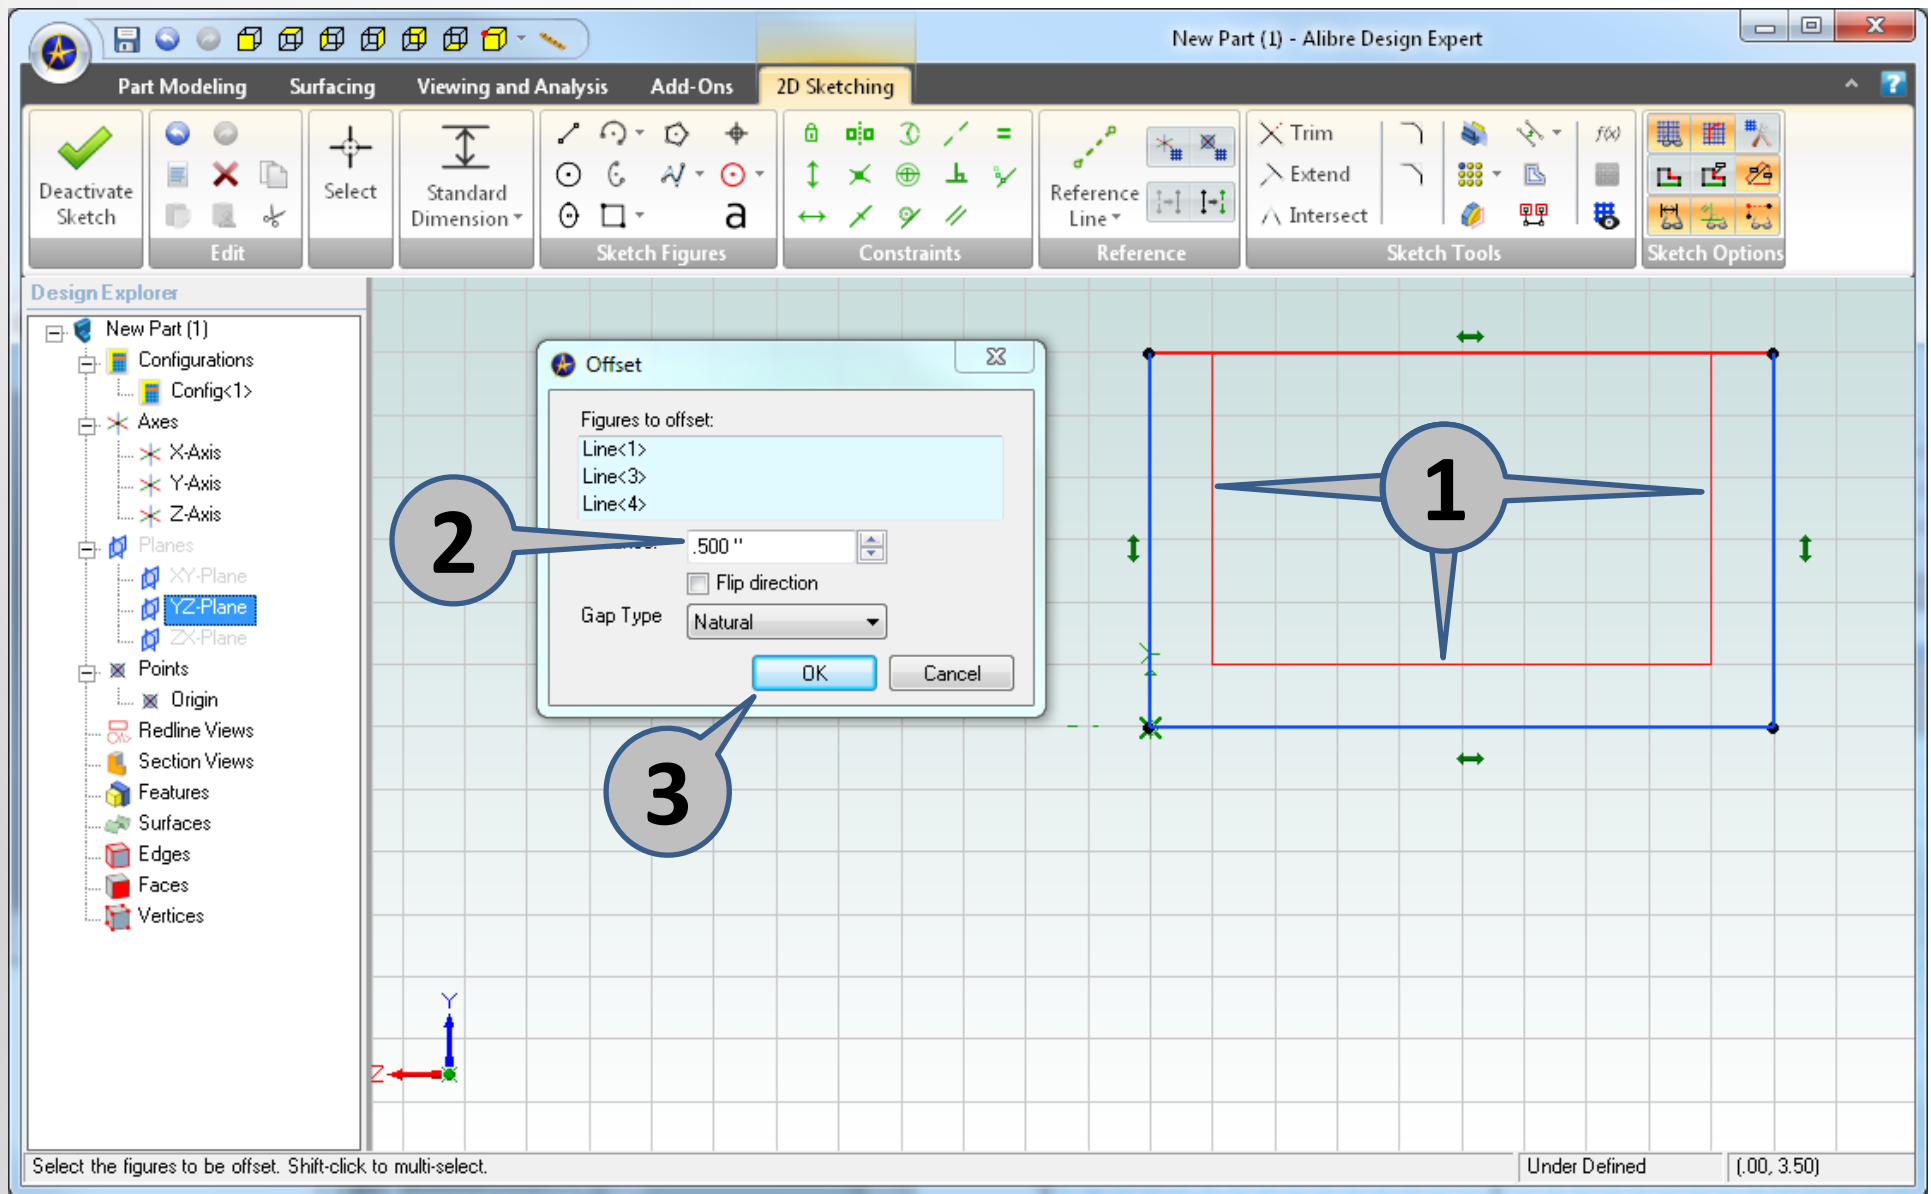 New Part (1) - Alibre Design Expert
Part Modeling
Surfacing
Viewing and Analysis
Add-Ons
2D Sketching
Deactivate
Sketch
Edit
Select
Standard
Dimension
a
Sketch Figures
Constraints
Reference
Line
Reference
Trim
Extend
Intersect
f(x)
Sketch Tools
Sketch Options
Design Explorer
New Part (1)
Configurations
Config<1>
Axes
X-Axis
Y-Axis
Z-Axis
Planes
XY-Plane
YZ-Plane
ZX-Plane
Points
Origin
Redline Views
Section Views
Features
Surfaces
Edges
Faces
Vertices
Offset
Figures to offset:
Line<1>
Line<3>
Line<4>
.500 "
Flip direction
Gap Type
Natural
OK
Cancel
1
2
3
Y
Z
Select the figures to be offset. Shift-click to multi-select.
Under Defined
(.00, 3.50)